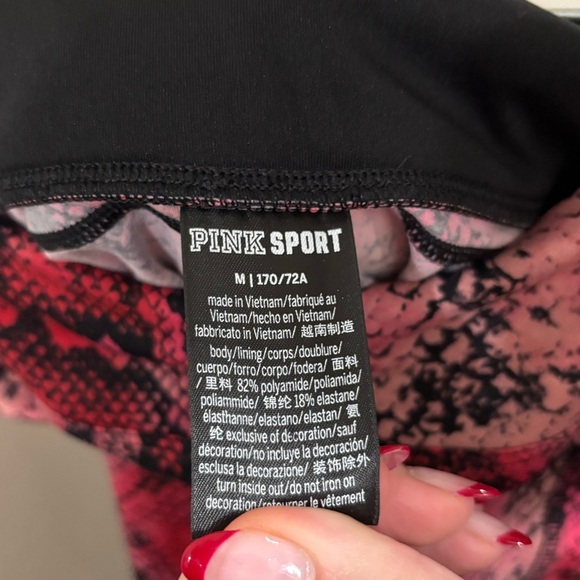 PINK SPORT
M | 170/72A
made in Vietnam/fabriqué au
Vietnam/hecho en Vietnam/
fabbricato in Vietnam/ 越南制造
body/lining/corps/doublure/
cuerpo/forro/corpo/fodera/ 面料
/ 里料 82% polyamide/poliamida/
poliammide/ 锦纶 18% elastane/
élasthanne/elastano/elastan/ 氨
纶 exclusive of decoration/sauf
décoration/no incluye la decoración/
esclusa la decorazione/ 装饰除外
turn inside out/do not iron on
decoration/retourner le vêtement